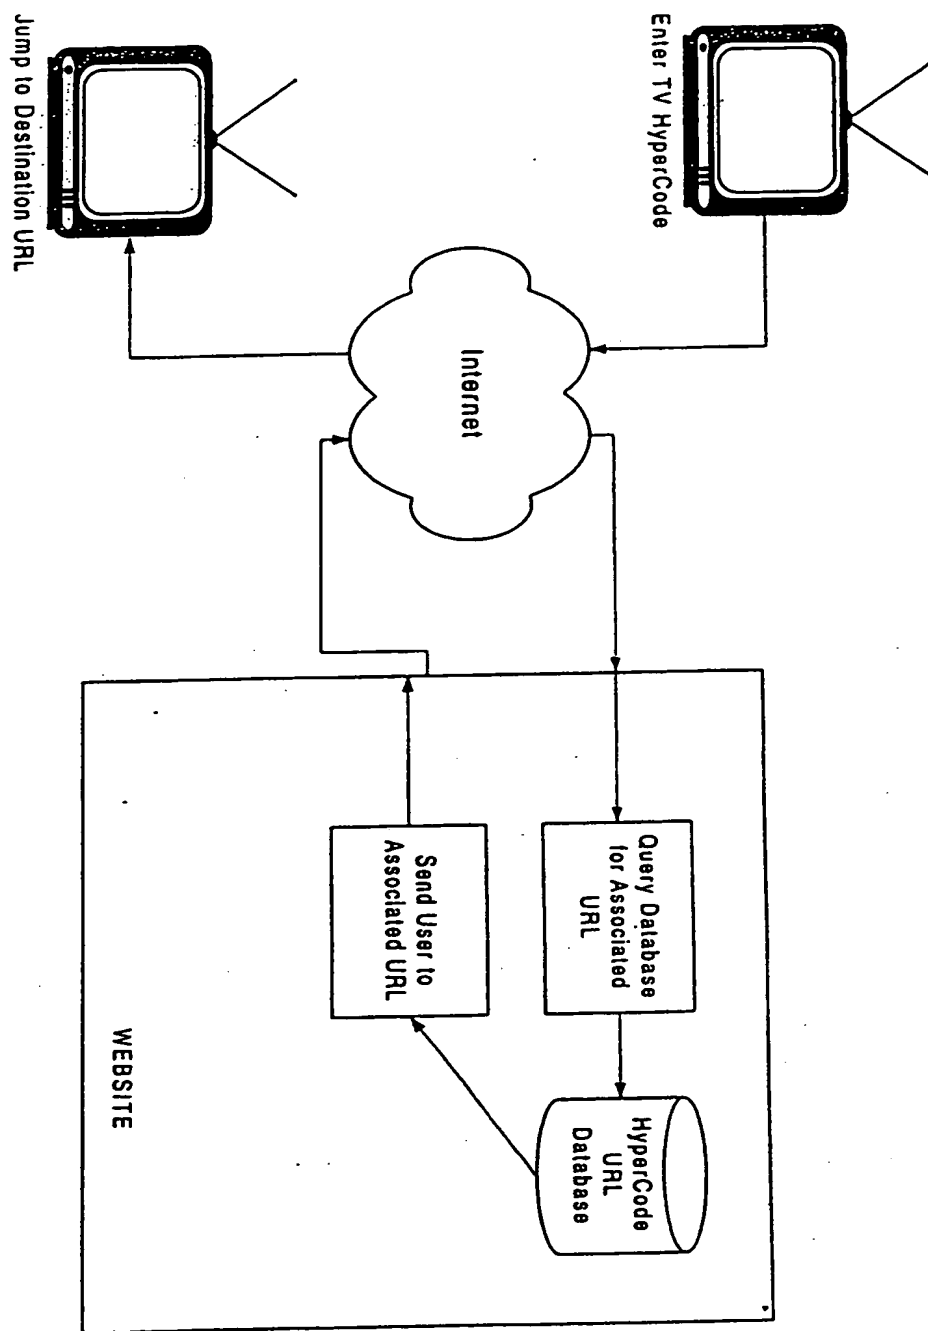 Enter TV HyperCode
Internet
Query Database
for Associated
URL
HyperCode
URL
Database
Send User to
Associated URL
Jump to Destination URL
WEBSITE